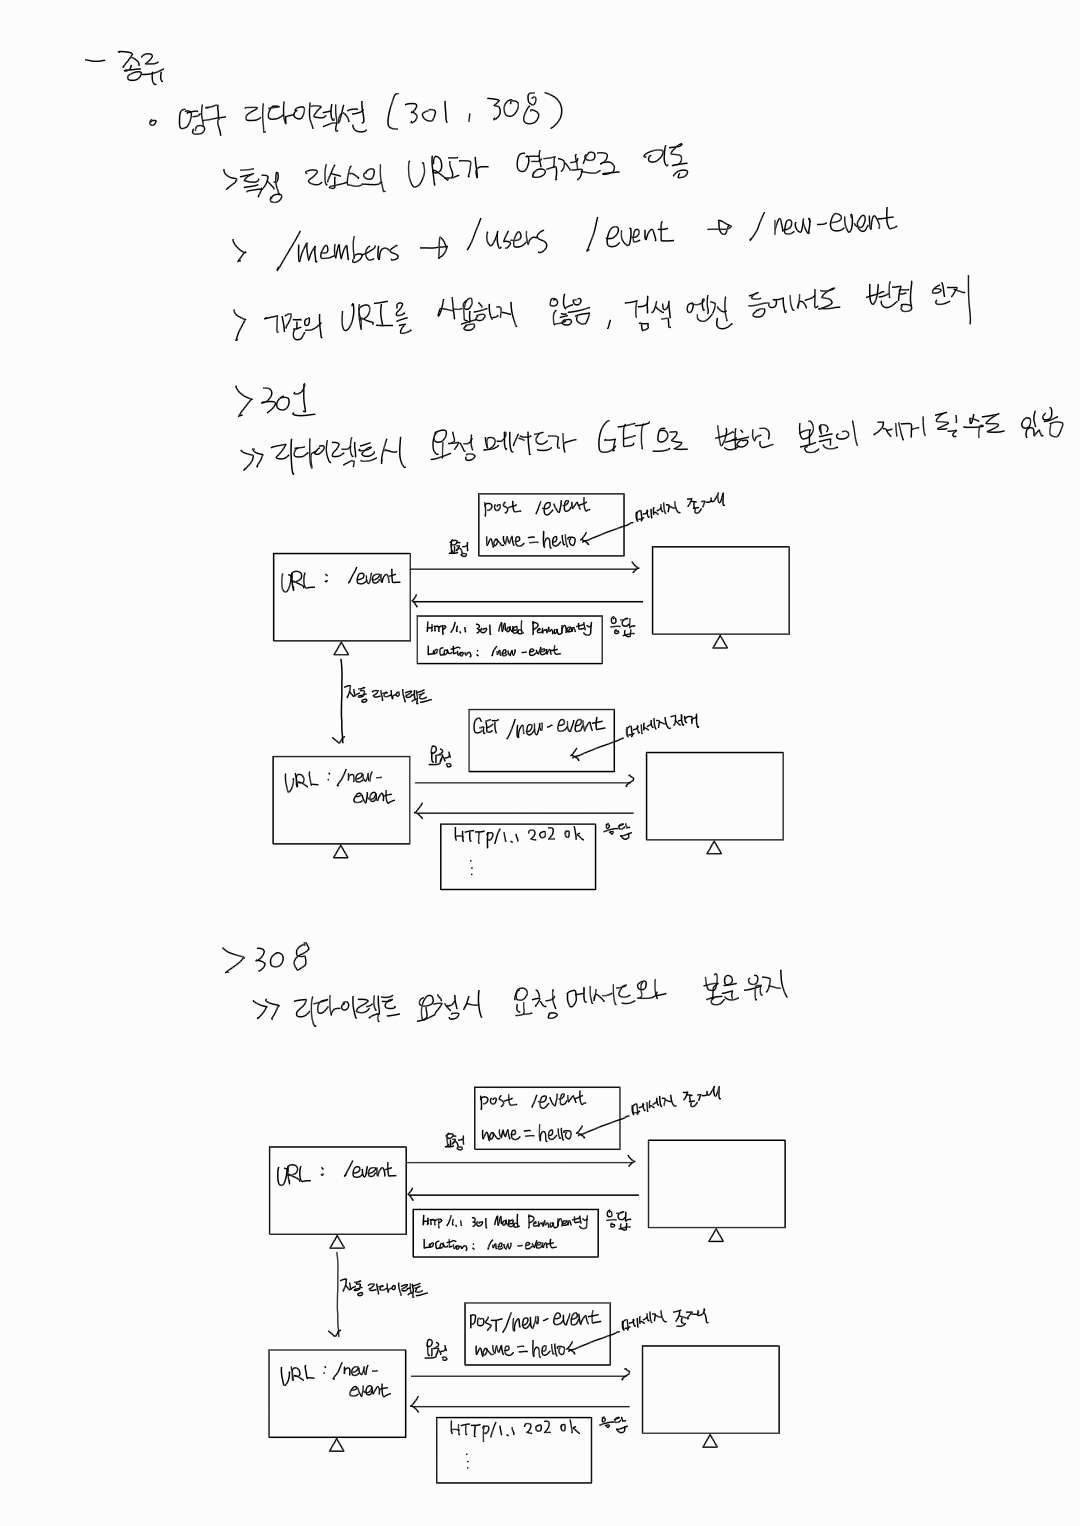 - 종류
• 영구 리다이렉션 (301, 308)
>특정 리소스의 URI가 영구적으로 이동
> /members → /users /event → /new-event
> 기존의 URI를 사용하지 않음, 검색 엔진 등에서도 변경 인지
>301
>> 리다이렉트시 요청메서드가 GET으로 변하고 본문이 제거 될수도 있음
post /event
name=hello
메세지 존재
요청
URL : /event
Http/1.1 301 Moved Permanently
Location : /new-event
응답
자동 리다이렉트
GET /new-event
메세지 제거
요청
URL : /new-
event
HTTP/1.1 202 ok
⋮
응답
>308
>> 리다이렉트 요청시 요청메서드와 본문유지
post /event
name=hello
메세지 존재
요청
URL : /event
Http/1.1 301 Moved Permanently
Location : /new-event
응답
자동 리다이렉트
POST/new-event
name=hello
메세지 존재
요청
URL : /new-
event
HTTP/1.1 202 ok
⋮
응답